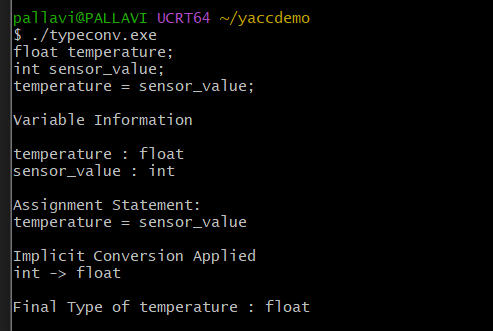 pallavi@PALLAVI UCRT64 ~/yaccdemo
$ ./typeconv.exe
float temperature;
int sensor_value;
temperature = sensor_value;
Variable Information
temperature : float
sensor_value : int
Assignment Statement:
temperature = sensor_value
Implicit Conversion Applied
int -> float
Final Type of temperature : float